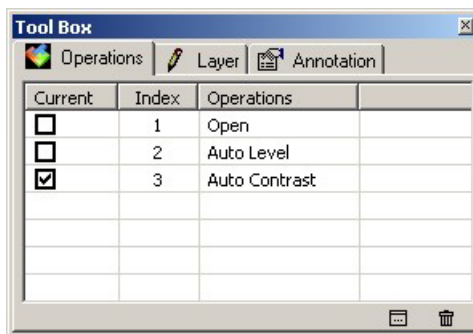 Tool Box
Operations Layer Annotation
Current Index Operations
1 Open
2 Auto Level
3 Auto Contrast